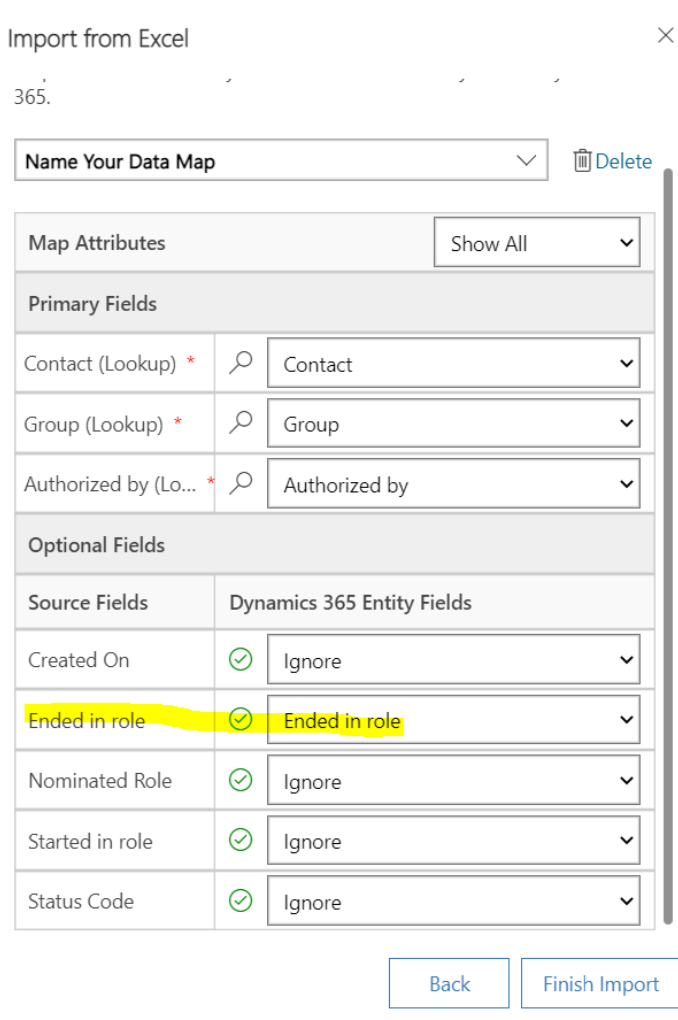 Import from Excel
365.
Name Your Data Map
Delete
Map Attributes
Show All
Primary Fields
Contact (Lookup) *
Contact
Group (Lookup) *
Group
Authorized by (Lo... *
Authorized by
Optional Fields
Source Fields
Dynamics 365 Entity Fields
Created On
Ignore
Ended in role
Ended in role
Nominated Role
Ignore
Started in role
Ignore
Status Code
Ignore
Back
Finish Import